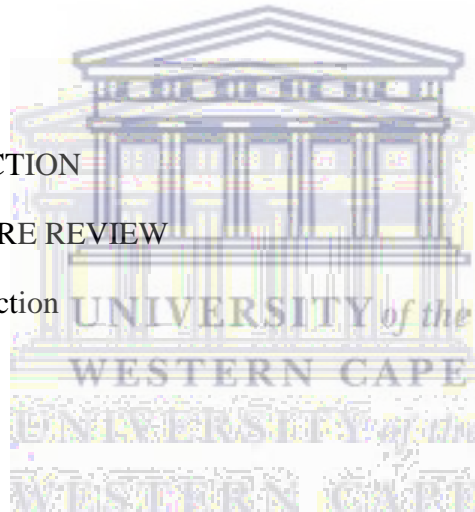 CTION
RE REVIEW
ction
UNIVERSITY of the
WESTERN CAPE
UNIVERSITY of the
WESTERN CAPE